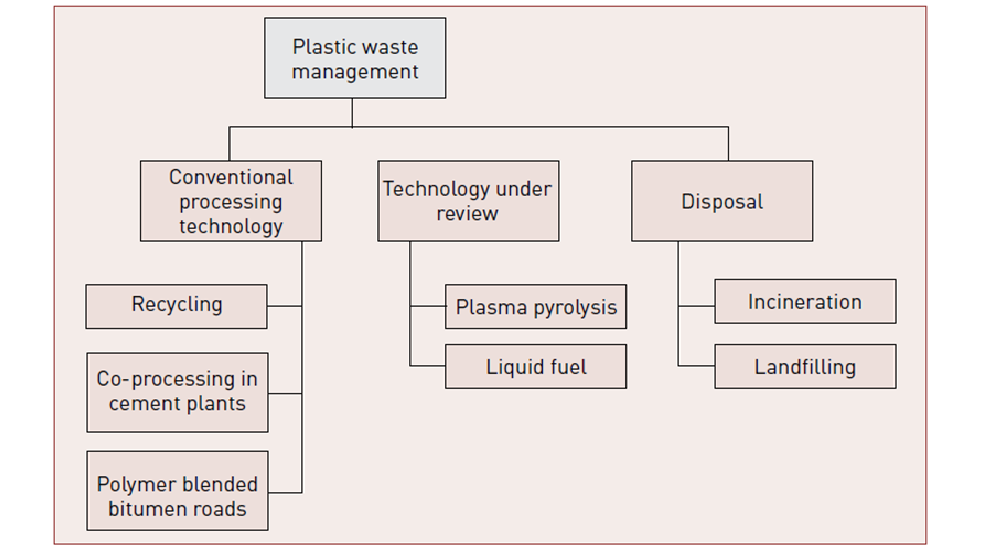 Plastic waste
management
Conventional
processing
technology
Technology under
review
Disposal
Recycling
Co-processing in
cement plants
Polymer blended
bitumen roads
Plasma pyrolysis
Liquid fuel
Incineration
Landfilling